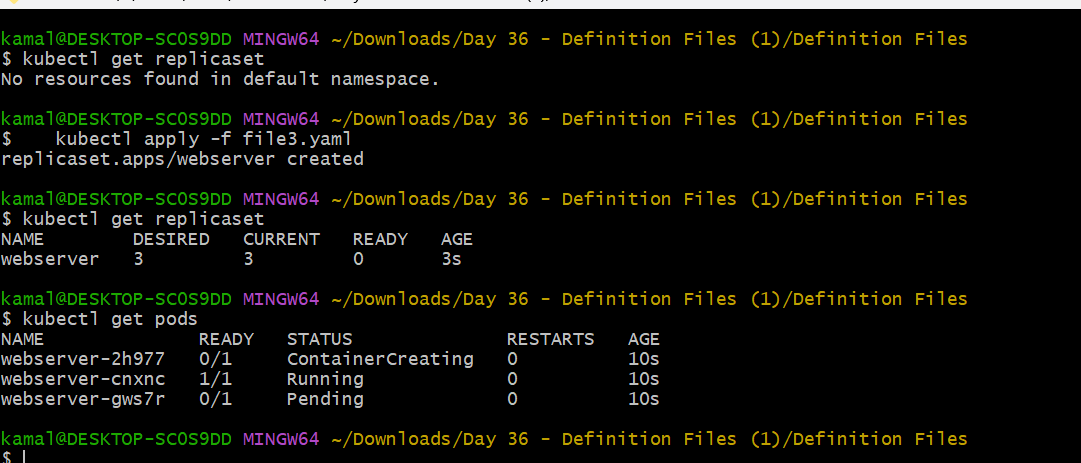 kamal@DESKTOP-SC0S9DD MINGW64 ~/Downloads/Day 36 - Definition Files (1)/Definition Files
$ kubectl get replicaset
No resources found in default namespace.
kamal@DESKTOP-SC0S9DD MINGW64 ~/Downloads/Day 36 - Definition Files (1)/Definition Files
$    kubectl apply -f file3.yaml
replicaset.apps/webserver created
kamal@DESKTOP-SC0S9DD MINGW64 ~/Downloads/Day 36 - Definition Files (1)/Definition Files
$ kubectl get replicaset
NAME        DESIRED   CURRENT   READY   AGE
webserver   3         3         0       3s
kamal@DESKTOP-SC0S9DD MINGW64 ~/Downloads/Day 36 - Definition Files (1)/Definition Files
$ kubectl get pods
NAME              READY   STATUS              RESTARTS   AGE
webserver-2h977   0/1     ContainerCreating   0          10s
webserver-cnxnc   1/1     Running             0          10s
webserver-gws7r   0/1     Pending             0          10s
kamal@DESKTOP-SC0S9DD MINGW64 ~/Downloads/Day 36 - Definition Files (1)/Definition Files
$